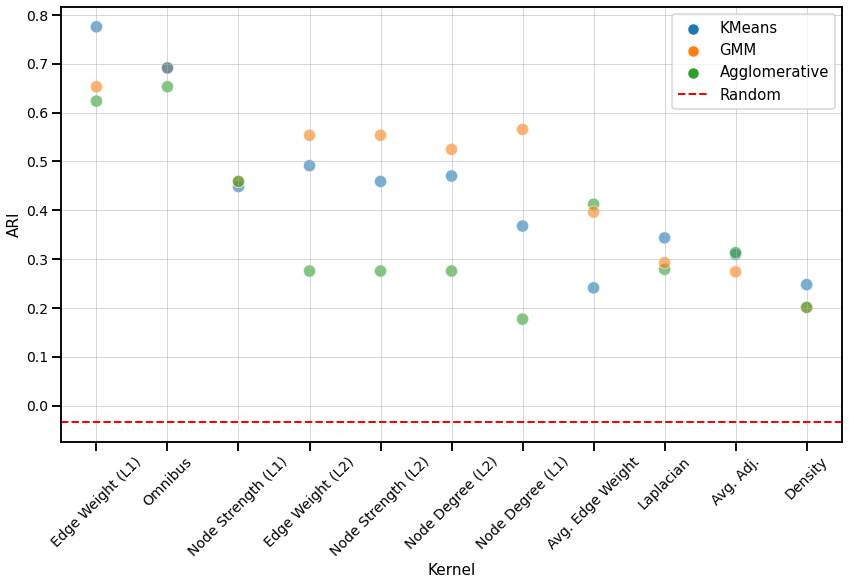 0.8
0.7
0.6
0.5
0.4
0.3
0.2
0.1
0.0
ARI
KMeans
GMM
Agglomerative
Random
Edge Weight (L1)
Omnibus
Node Strength (L1)
Edge Weight (L2)
Node Strength (L2)
Node Degree (L2)
Node Degree (L1)
Avg. Edge Weight
Laplacian
Avg. Adj.
Density
Kernel